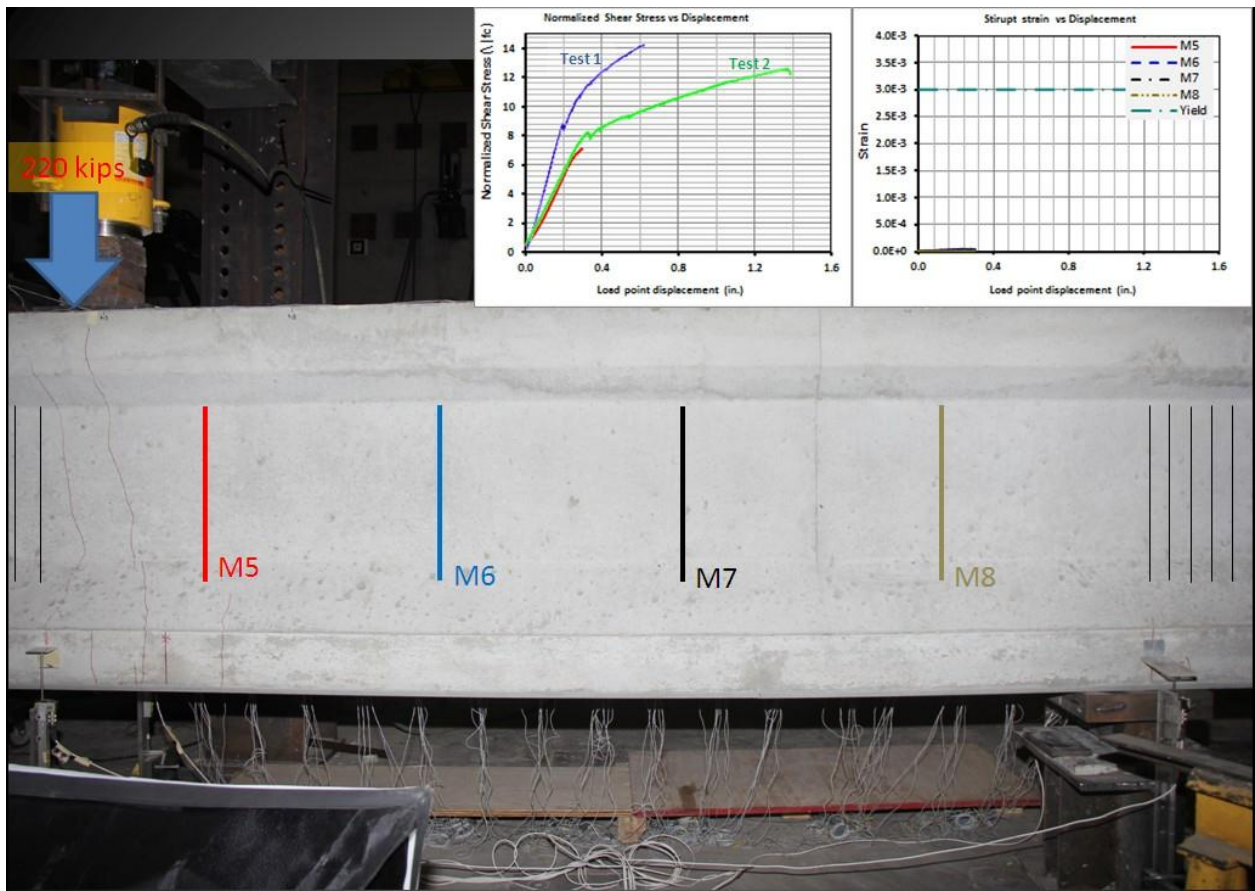 Normalized Shear Stress vs Displacement
Normalized Shear Stress (\|fc)
14
12
10
8
6
4
2
0
Test 1
Test 2
0.0 0.4 0.8 1.2 1.6
Load point displacement (in.)
Stirupt strain vs Displacement
Strain
4.0E-3
3.5E-3
3.0E-3
2.5E-3
2.0E-3
1.5E-3
1.0E-3
5.0E-4
0.0E+0
M5
M6
M7
M8
Yield
0.0 0.4 0.8 1.2 1.6
Load point displacement (in.)
220 kips
M5
M6
M7
M8